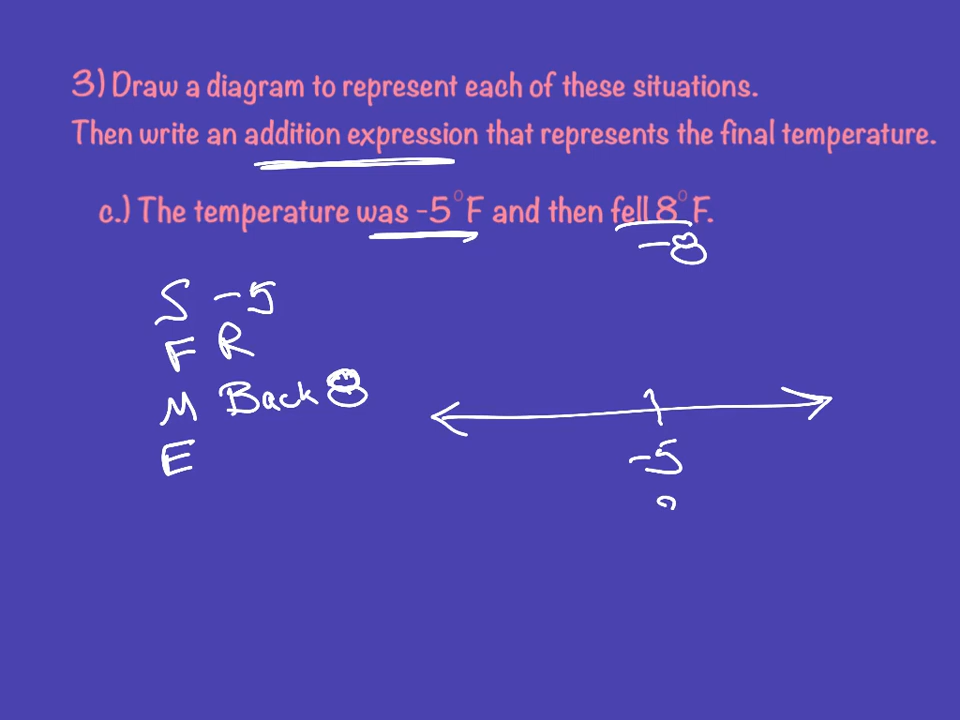 3) Draw a diagram to represent each of these situations.
Then write an addition expression that represents the final temperature.
c.) The temperature was -5°F and then fell 8°F.
-8
S -5
F R
M Back 8
E
-5